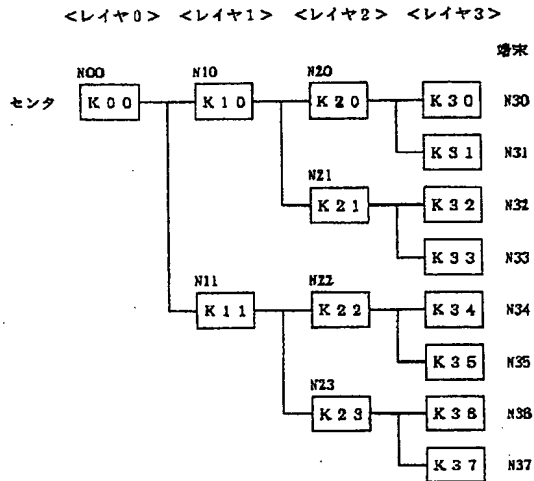 <レイヤ0> <レイヤ1> <レイヤ2> <レイヤ3>
端末
N00 N10 N20
センタ K00 K10 K20 K30 N30
K31 N31
N21
K21 K32 N32
K33 N33
N11 N22
K11 K22 K34 N34
K35 N35
N23
K23 K36 N36
K37 N37